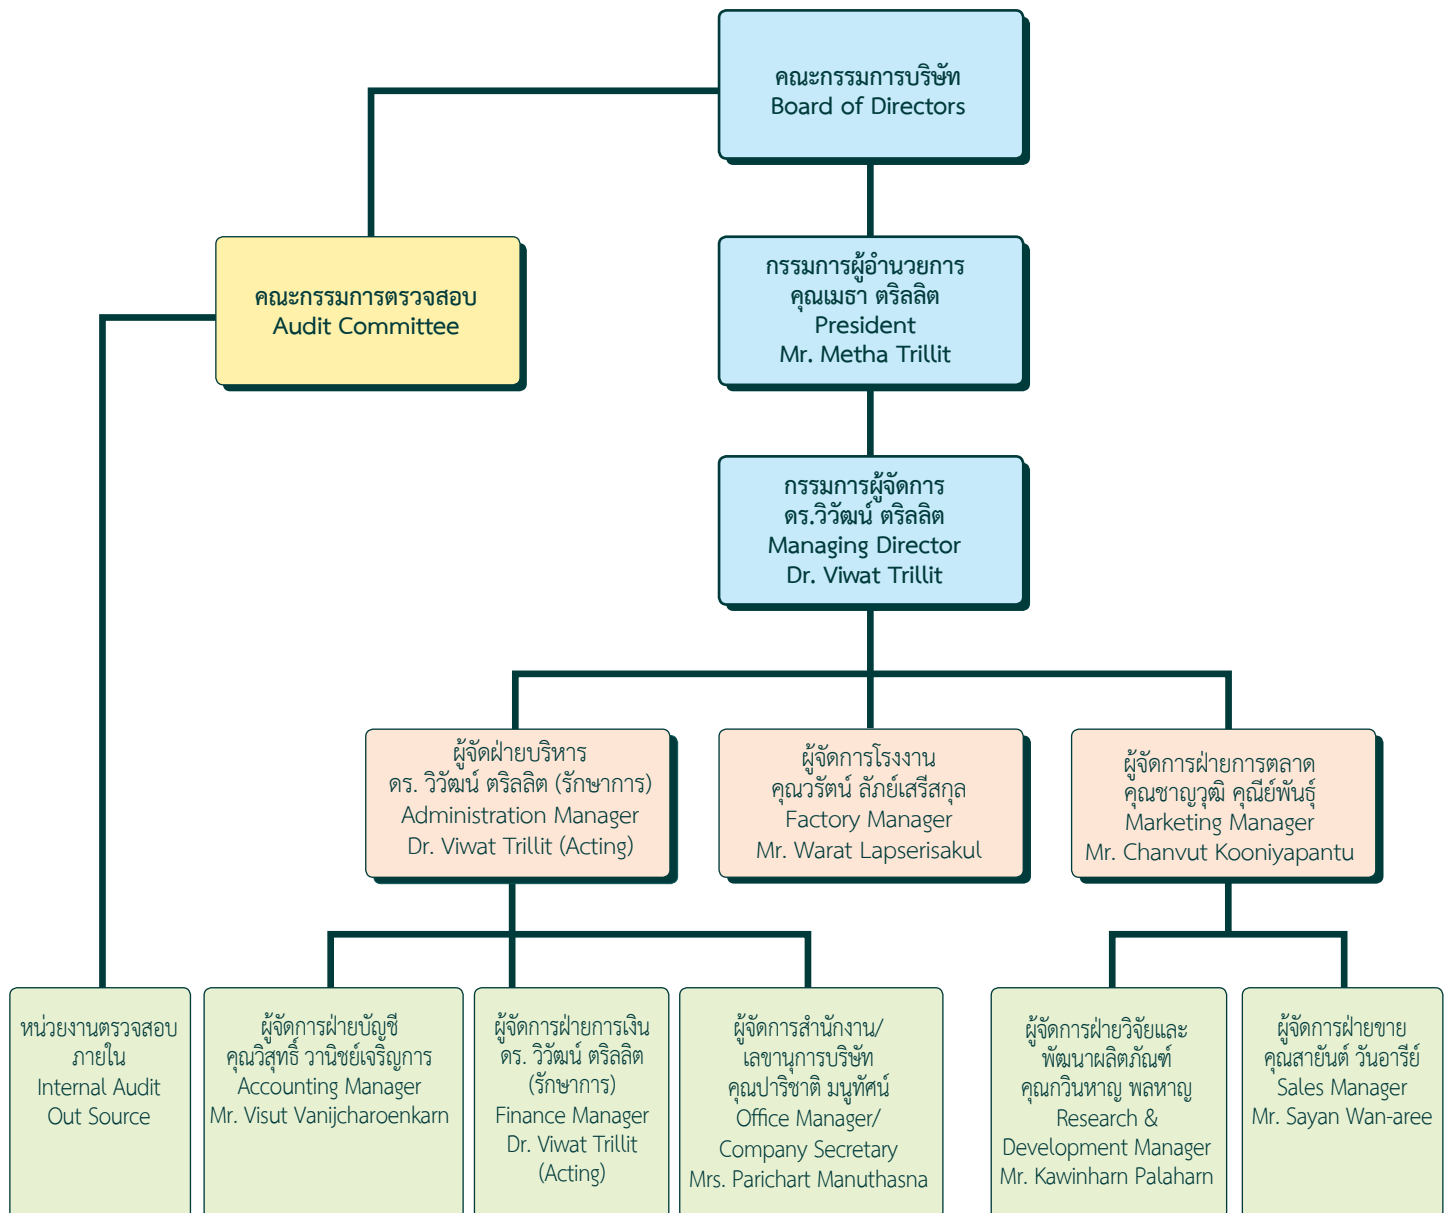 คณะกรรมการบริษัท
Board of Directors
คณะกรรมการตรวจสอบ
Audit Committee
กรรมการผู้อำนวยการ
คุณเมธา ตริลลิต
President
Mr. Metha Trillit
กรรมการผู้จัดการ
ดร.วิวัฒน์ ตริลลิต
Managing Director
Dr. Viwat Trillit
ผู้จัดฝ่ายบริหาร
ดร. วิวัฒน์ ตริลลิต (รักษาการ)
Administration Manager
Dr. Viwat Trillit (Acting)
ผู้จัดการโรงงาน
คุณวรัตน์ ลัภย์เสรีสกุล
Factory Manager
Mr. Warat Lapserisakul
ผู้จัดการฝ่ายการตลาด
คุณชาญวุฒิ คุณีย์พันธุ์
Marketing Manager
Mr. Chanvut Kooniyapantu
หน่วยงานตรวจสอบ
ภายใน
Internal Audit
Out Source
ผู้จัดการฝ่ายบัญชี
คุณวิสุทธิ์ วานิชย์เจริญการ
Accounting Manager
Mr. Visut Vanijcharoenkarn
ผู้จัดการฝ่ายการเงิน
ดร. วิวัฒน์ ตริลลิต
(รักษาการ)
Finance Manager
Dr. Viwat Trillit
(Acting)
ผู้จัดการสำนักงาน/
เลขานุการบริษัท
คุณปาริชาติ มนูทัศน์
Office Manager/
Company Secretary
Mrs. Parichart Manuthasna
ผู้จัดการฝ่ายวิจัยและ
พัฒนาผลิตภัณฑ์
คุณกวินหาญ พลหาญ
Research &
Development Manager
Mr. Kawinharn Palaharn
ผู้จัดการฝ่ายขาย
คุณสายันต์ วันอารีย์
Sales Manager
Mr. Sayan Wan-aree